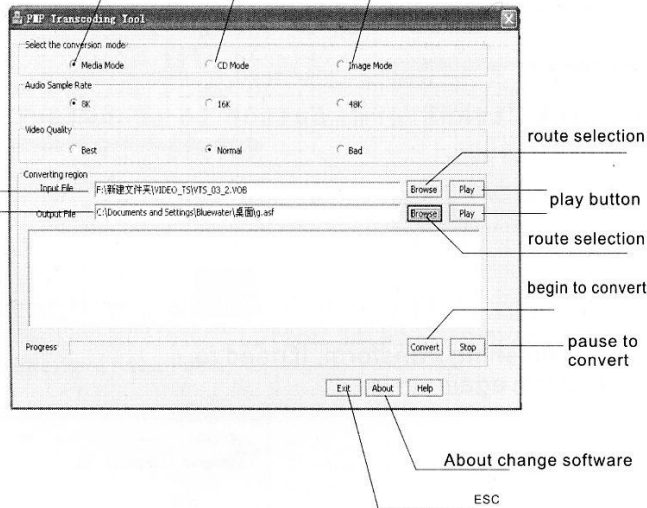 PMP Transcoding Tool
Select the conversion mode
Media Mode CD Mode Image Mode
Audio Sample Rate
8K 16K 48K
Video Quality
Best Normal Bad
route selection
Converting region
Input File F:\新建文件夹\VIDEO_TS\VTS_03_2.VOB Browse Play
play button
Output File C:\Documents and Settings\Bluewater\桌面\g.asf Browse Play
route selection
begin to convert
Progress Convert Stop
pause to
convert
Exit About Help
About change software
ESC